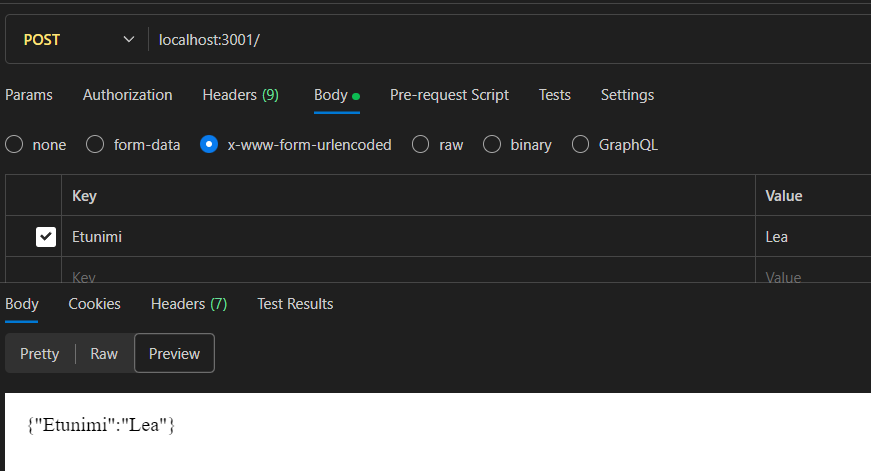 POST localhost:3001/
Params Authorization Headers (9) Body Pre-request Script Tests Settings
none form-data x-www-form-urlencoded raw binary GraphQL
Key Value
Etunimi Lea
Key Value
Body Cookies Headers (7) Test Results
Pretty Raw Preview
{"Etunimi":"Lea"}